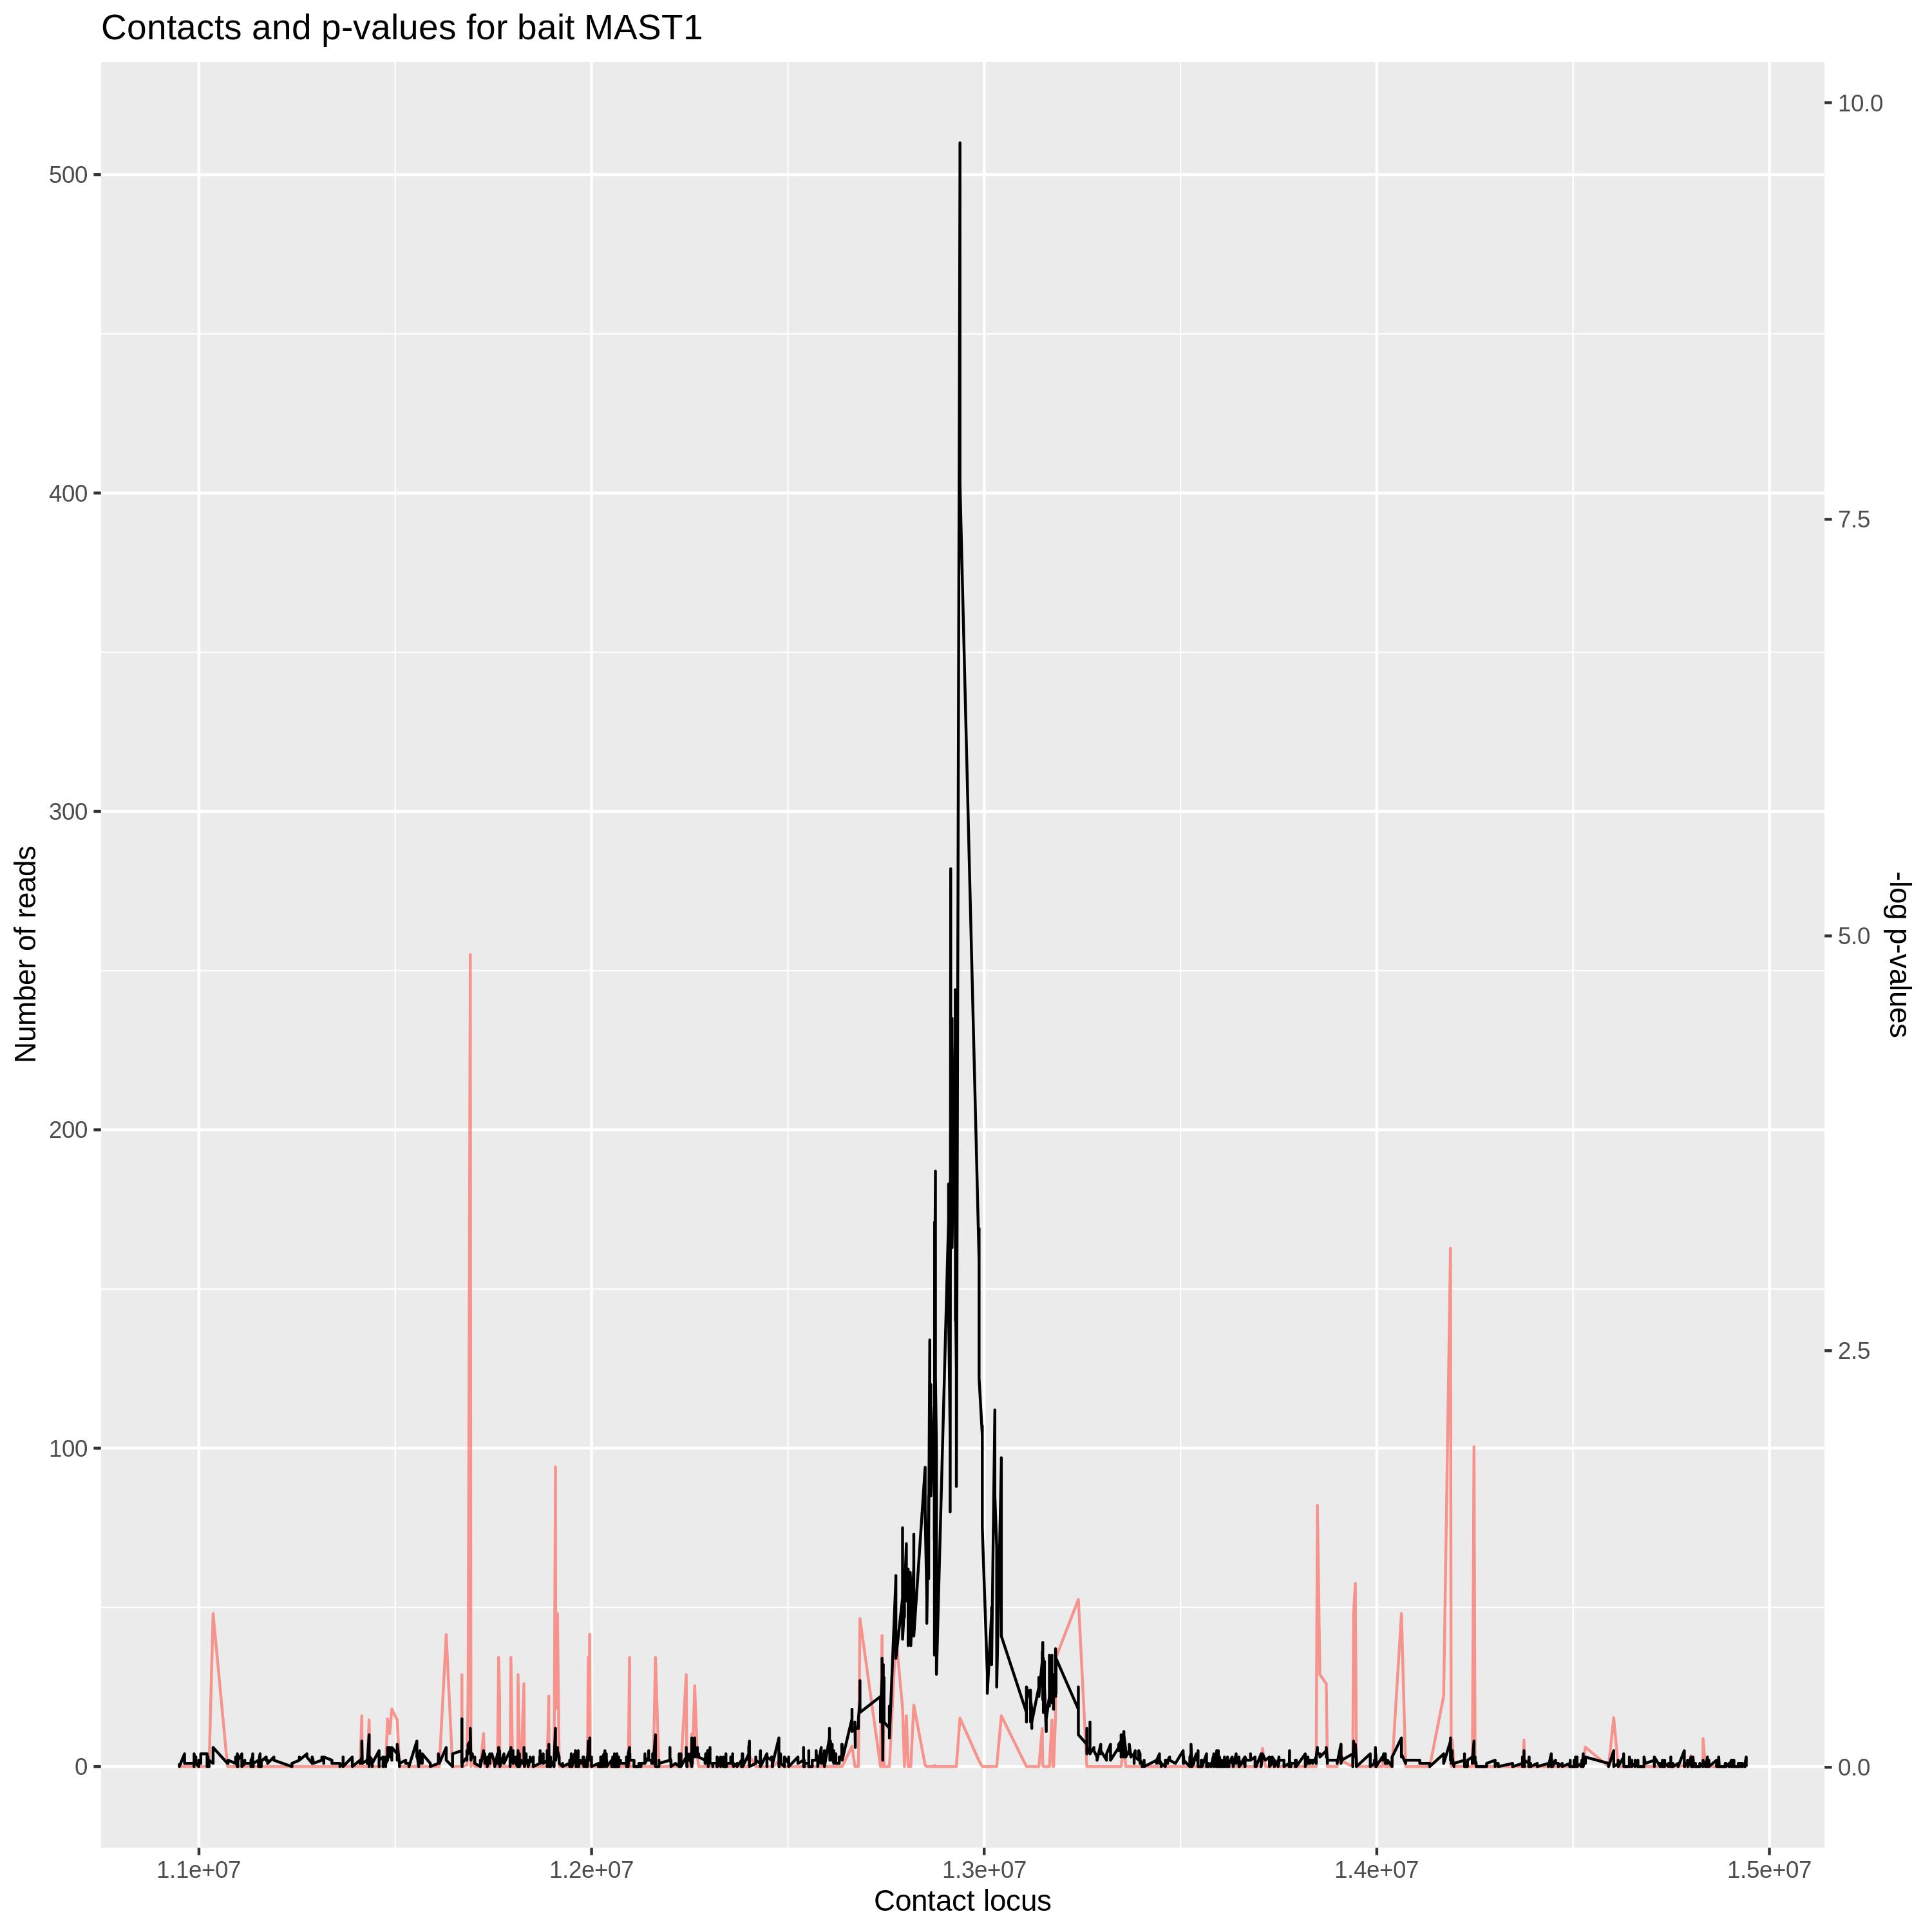 Contacts and p-values for bait MAST1
10.0
500
400
7.5
300
Number of reads
5.0
-log p-values
200
2.5
100
0
0.0
1.1e+07
1.2e+07
1.3e+07
1.4e+07
1.5e+07
Contact locus